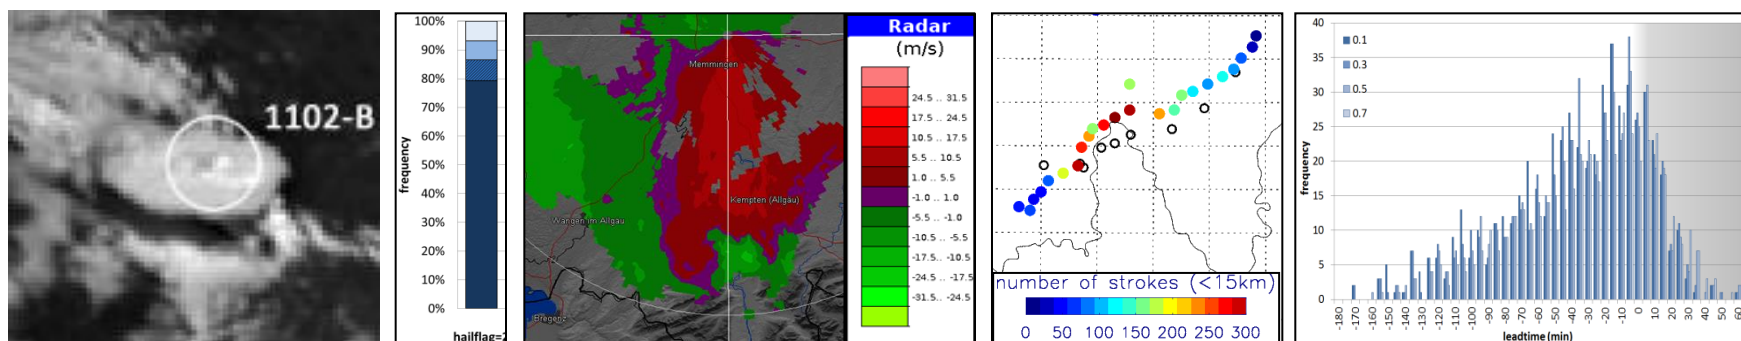 1102-B
100%
90%
80%
70%
60%
50%
40%
30%
20%
10%
0%
frequency
hailflag=2
Radar
(m/s)
24.5 .. 31.5
17.5 .. 24.5
10.5 .. 17.5
5.5 .. 10.5
1.0 .. 5.5
-1.0 .. 1.0
-5.5 .. -1.0
-10.5 .. -5.5
-17.5 .. -10.5
-24.5 .. -17.5
-31.5 .. -24.5
Memmingen
Kempten (Allgäu)
Wangen im Allgäu
Bregenz
number of strokes (<15km)
0 50 100 150 200 250 300
40
35
30
25
20
15
10
5
0
frequency
0.1
0.3
0.5
0.7
-180 -170 -160 -150 -140 -130 -120 -110 -100 -90 -80 -70 -60 -50 -40 -30 -20 -10 0 10 20 30 40 50 60
leadtime (min)